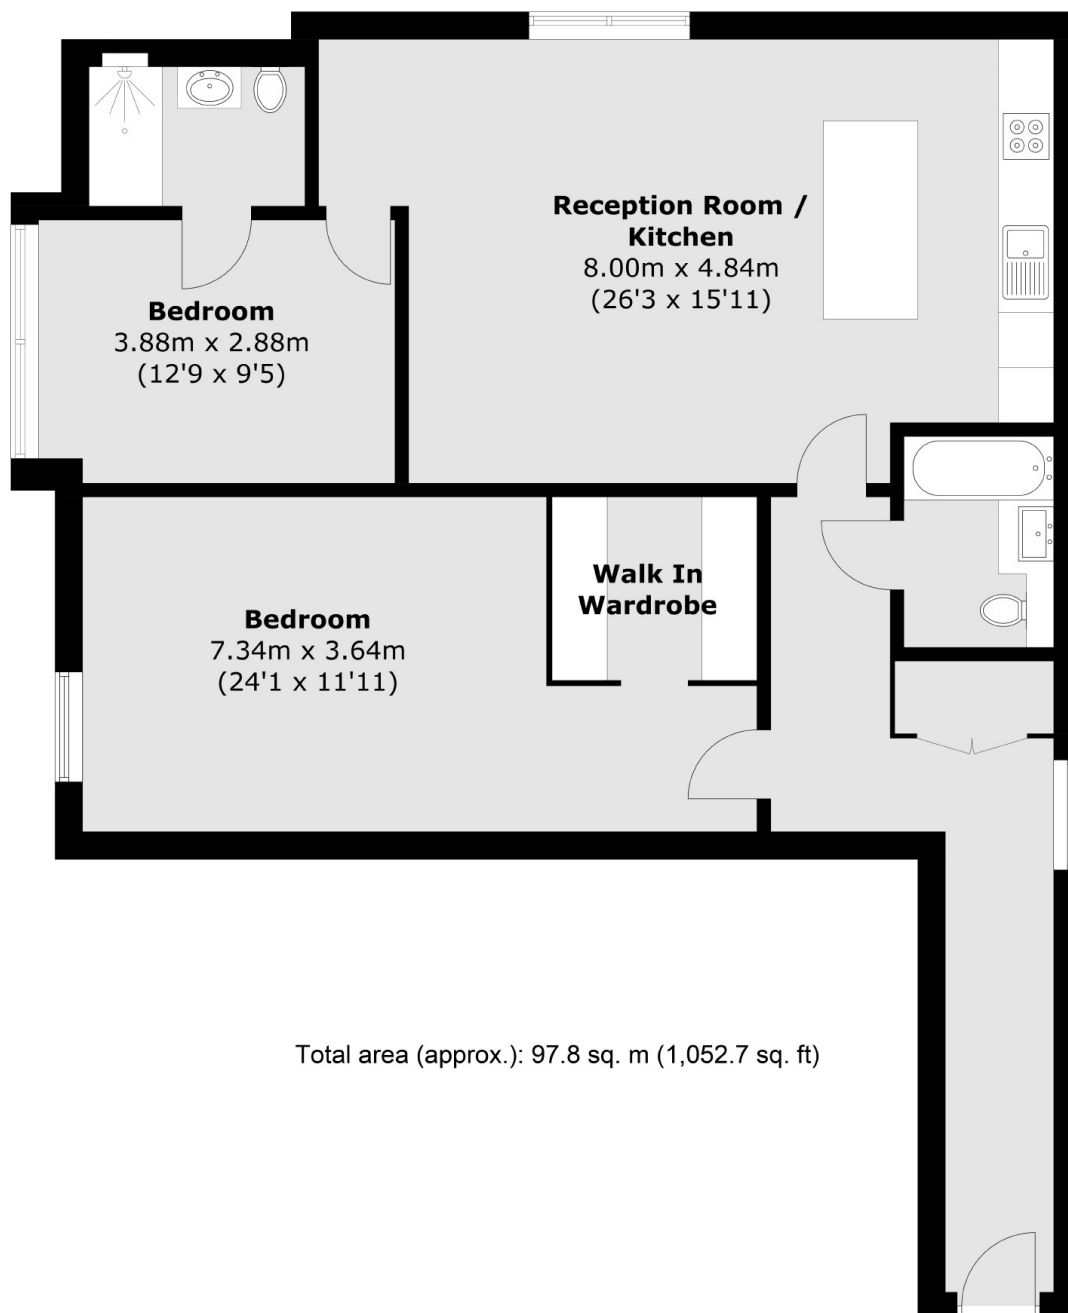 Reception Room /
Kitchen
8.00m x 4.84m
(26'3 x 15'11)
Bedroom
3.88m x 2.88m
(12'9 x 9'5)
Walk In
Wardrobe
Bedroom
7.34m x 3.64m
(24'1 x 11'11)
Total area (approx.): 97.8 sq. m (1,052.7 sq. ft)